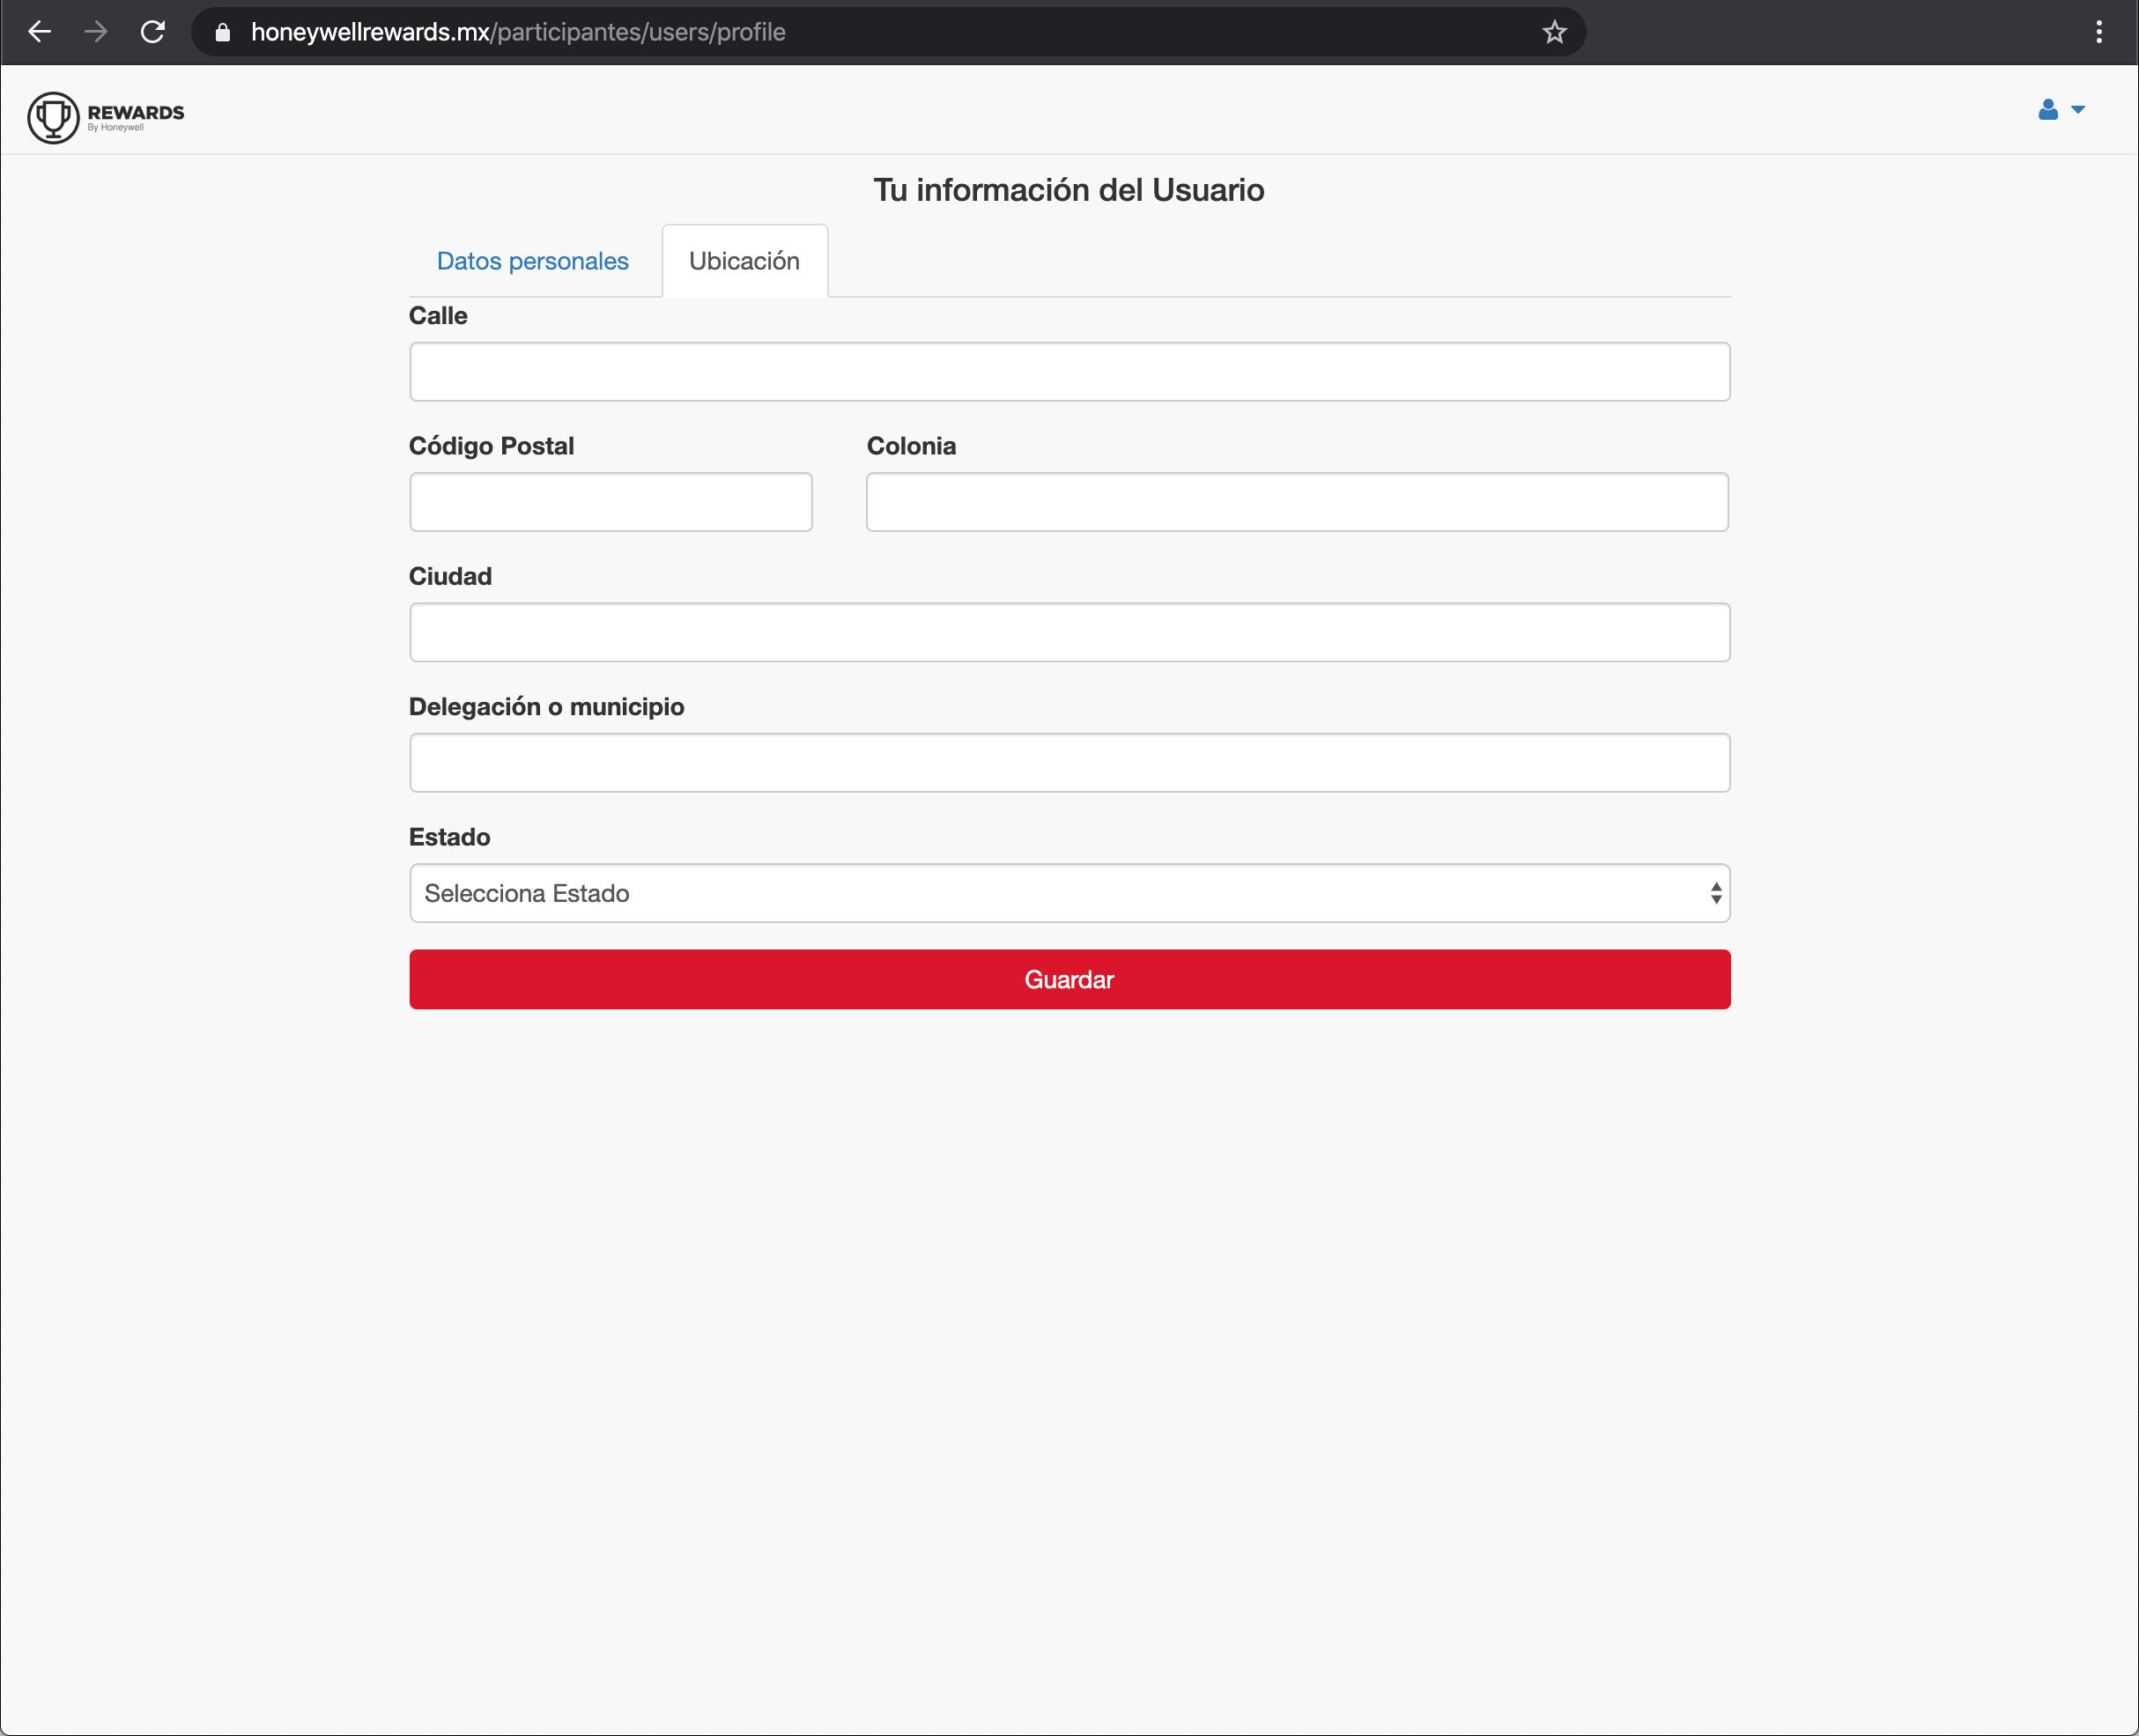 honeywellrewards.mx/participantes/users/profile
REWARDS
By Honeywell
Tu información del Usuario
Datos personales
Ubicación
Calle
Código Postal
Colonia
Ciudad
Delegación o municipio
Estado
Selecciona Estado
Guardar